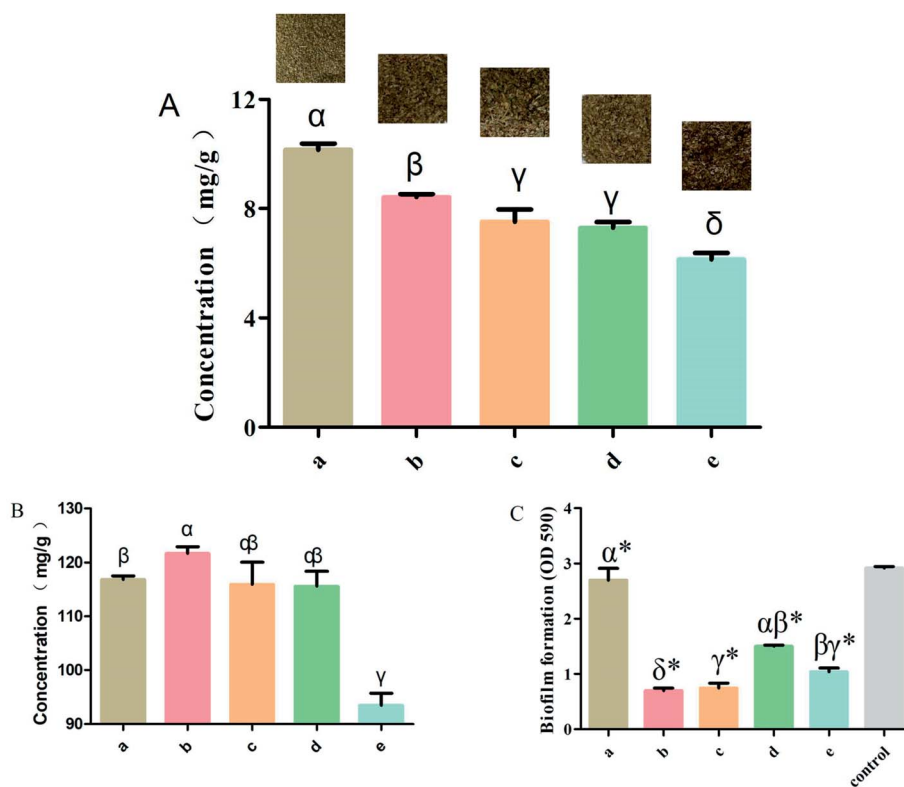 A
Concentration （mg/g）
12
8
4
0
α
β
γ
γ
δ
a
b
c
d
e
B
Concentration （mg/g）
130
120
110
100
90
β
α
αβ
αβ
γ
a
b
c
d
e
C
Biofilm formation (OD 590)
4
3
2
1
0
α*
δ*
γ*
αβ*
βγ*
a
b
c
d
e
control